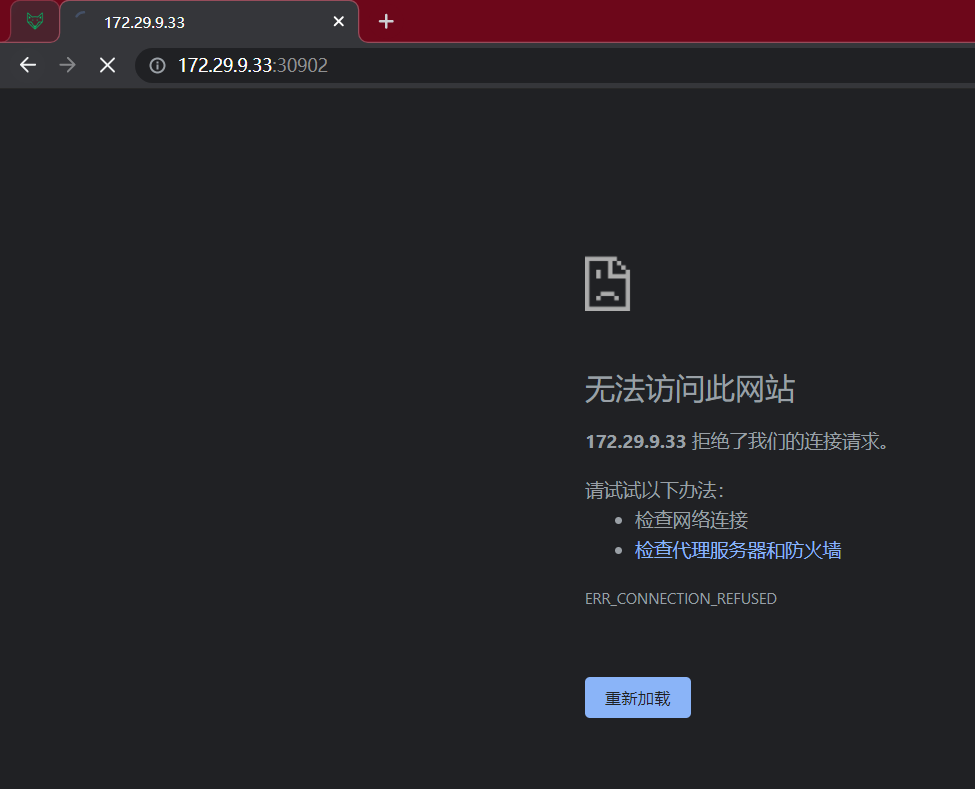 172.29.9.33
172.29.9.33:30902
无法访问此网站
172.29.9.33 拒绝了我们的连接请求。
请试试以下办法：
检查网络连接
检查代理服务器和防火墙
ERR_CONNECTION_REFUSED
重新加载